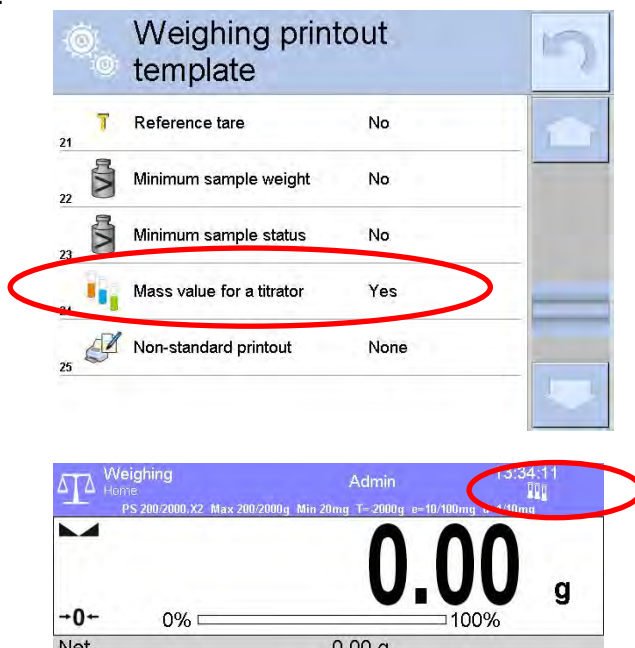 Weighing printout
template
Reference tare No
21
Minimum sample weight No
22
Minimum sample status No
23
Mass value for a titrator Yes
24
Non-standard printout None
25
Weighing
Home
Admin
13:34:11
PS 200/2000.X2 Max 200/2000g Min 20mg T=-2000g e=10/100mg d=1/10mg
0.00 g
→0←
0% 100%
Net 0.00 g